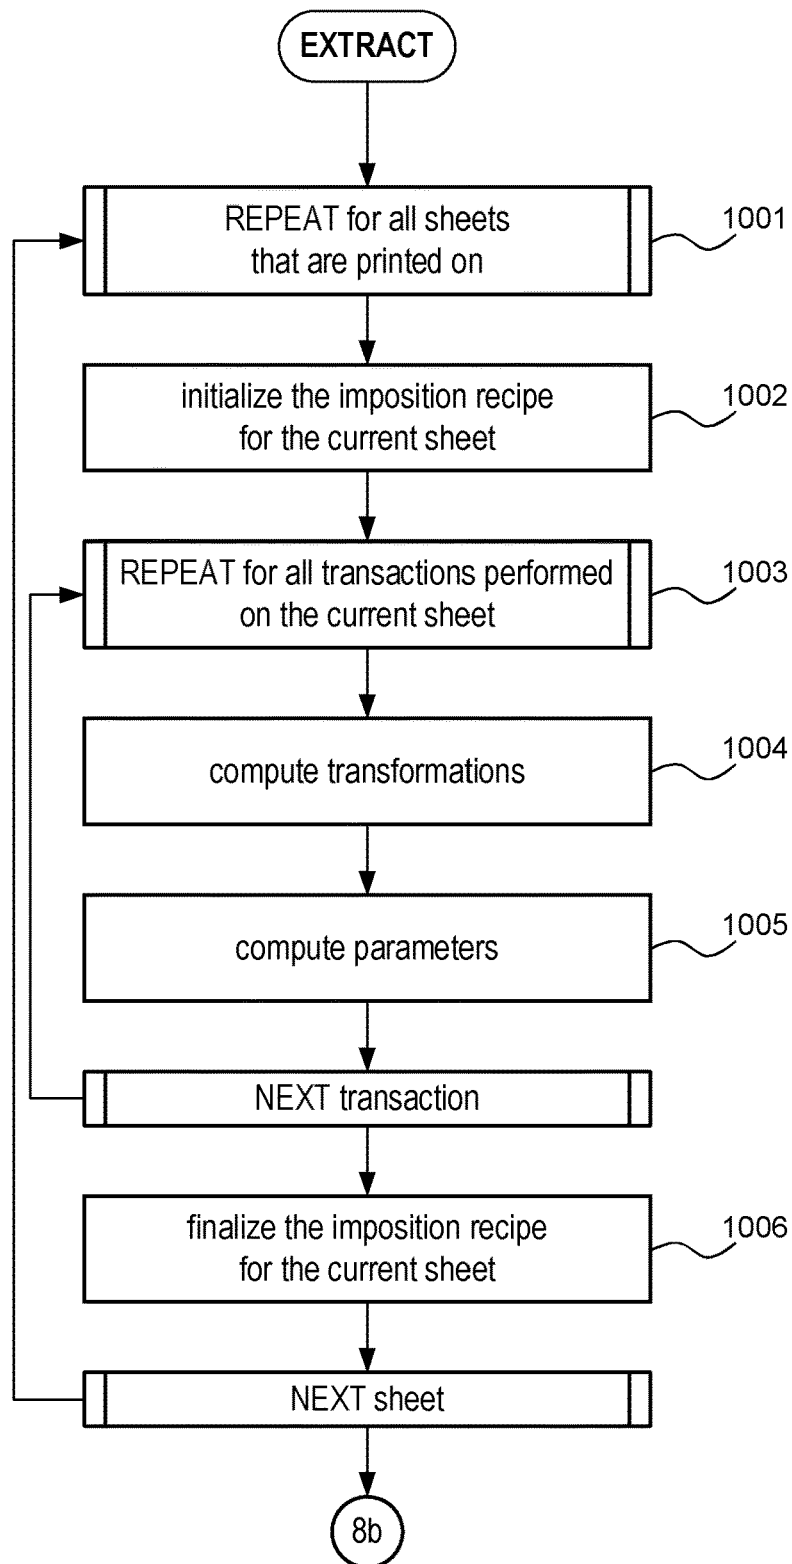 EXTRACT
REPEAT for all sheets
that are printed on
1001
initialize the imposition recipe
for the current sheet
1002
REPEAT for all transactions performed
on the current sheet
1003
compute transformations
1004
compute parameters
1005
NEXT transaction
finalize the imposition recipe
for the current sheet
1006
NEXT sheet
8b